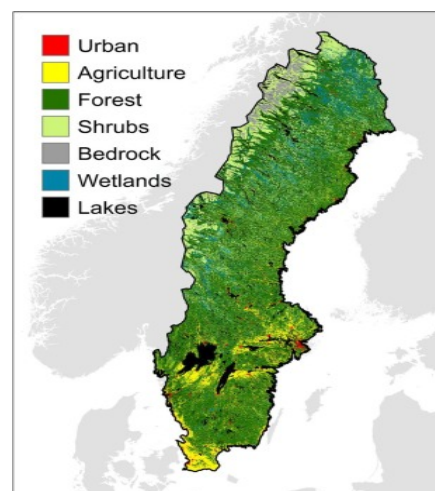 Urban
Agriculture
Forest
Shrubs
Bedrock
Wetlands
Lakes